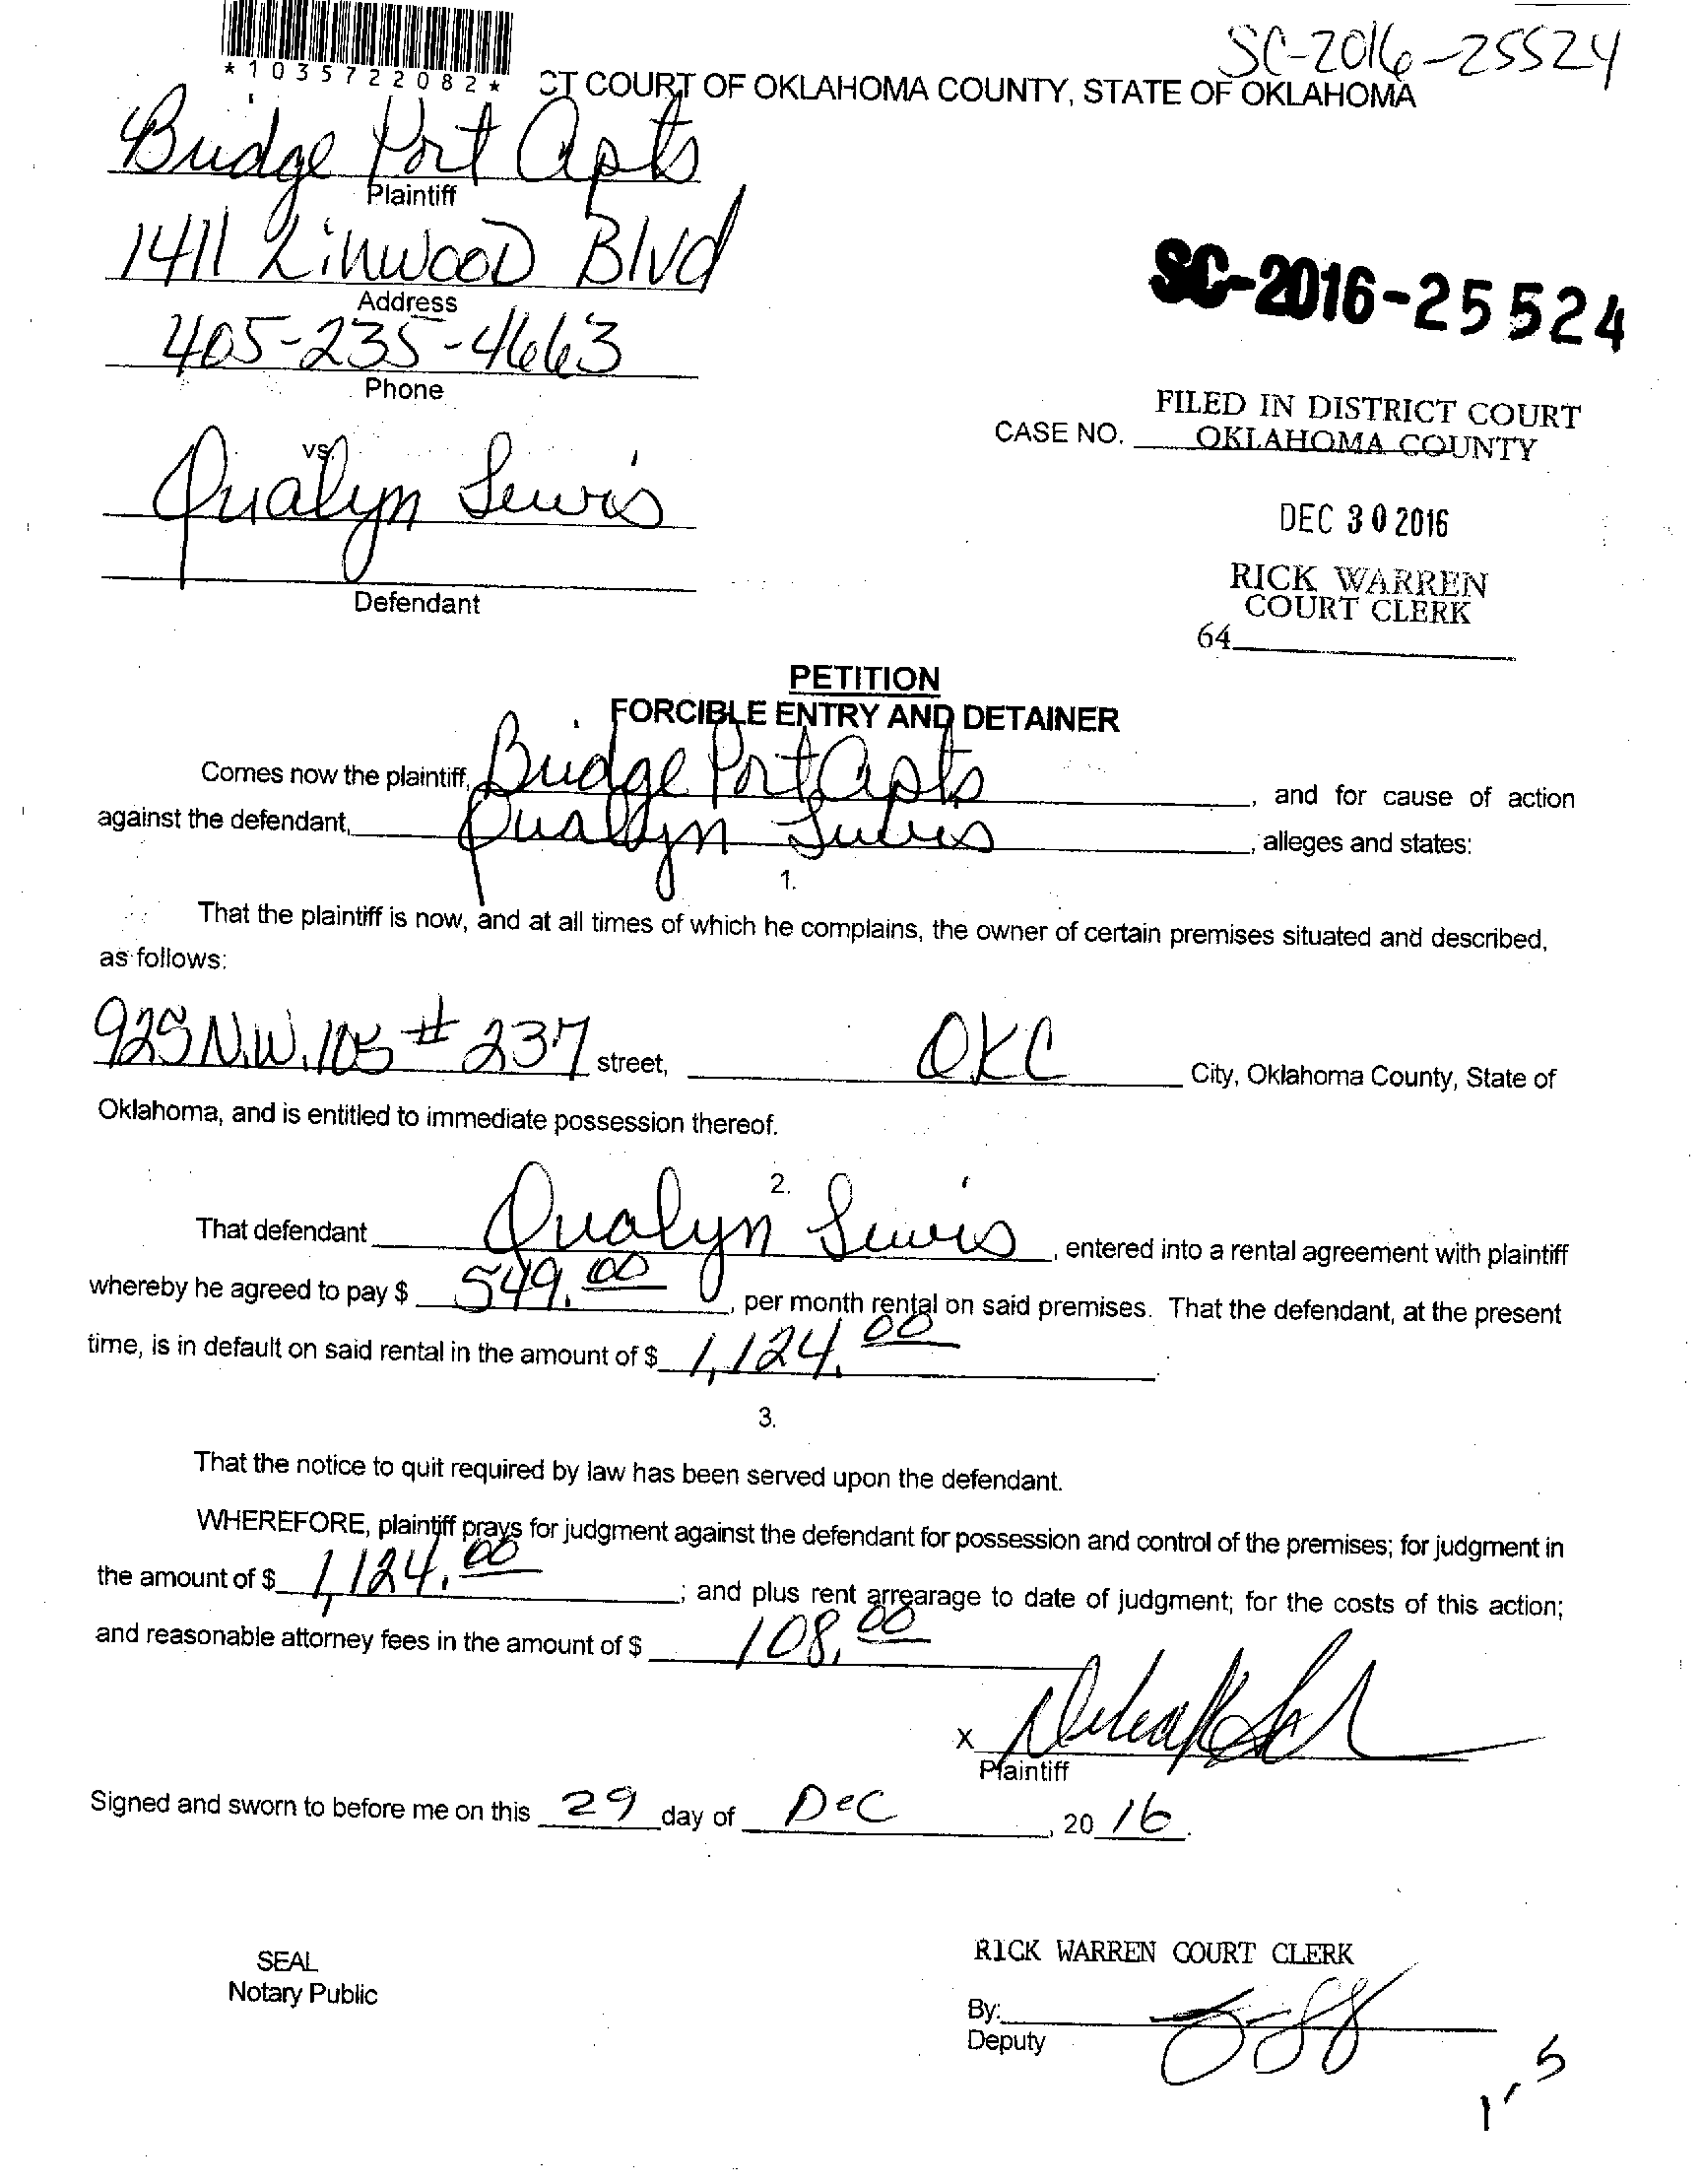 SC-2016-25524
*1035722082*
CT COURT OF OKLAHOMA COUNTY, STATE OF OKLAHOMA
Bridge Port Apts
Plaintiff
1411 Linwood Blvd
Address
405-235-4663
Phone
SC-2016-25524
FILED IN DISTRICT COURT
CASE NO. OKLAHOMA COUNTY
vs.
Qualyn Lewis
Defendant
DEC 30 2016
RICK WARREN
COURT CLERK
64
PETITION
FORCIBLE ENTRY AND DETAINER
Comes now the plaintiff, Bridge Port Apts, and for cause of action
against the defendant, Qualyn Lewis, alleges and states:
1.
That the plaintiff is now, and at all times of which he complains, the owner of certain premises situated and described,
as follows:
925 N.W. 105 # 237 street, OKC City, Oklahoma County, State of
Oklahoma, and is entitled to immediate possession thereof.
2.
That defendant Qualyn Lewis, entered into a rental agreement with plaintiff
whereby he agreed to pay $ 549.00, per month rental on said premises. That the defendant, at the present
time, is in default on said rental in the amount of $ 1,124.00.
3.
That the notice to quit required by law has been served upon the defendant.
WHEREFORE, plaintiff prays for judgment against the defendant for possession and control of the premises; for judgment in
the amount of $ 1,124.00; and plus rent arrearage to date of judgment; for the costs of this action;
and reasonable attorney fees in the amount of $ 108.00
X
Plaintiff
Signed and sworn to before me on this 29 day of Dec, 20 16.
SEAL
Notary Public
RICK WARREN COURT CLERK
By:
Deputy